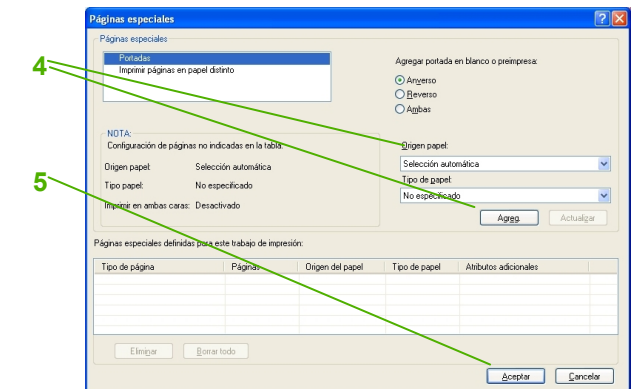 Páginas especiales
Páginas especiales
Portadas
Imprimir páginas en papel distinto
Agregar portada en blanco o preimpresa:
Anverso
Reverso
Ambas
4
NOTA:
Configuración de páginas no indicadas en la tabla.
Origen papel: Selección automática
Tipo papel: No especificado
Imprimir en ambas caras: Desactivado
Origen papel:
Selección automática
Tipo de papel:
No especificado
Agreg. Actualizar
5
Páginas especiales definidas para este trabajo de impresión:
Tipo de página Páginas Origen del papel Tipo de papel Atributos adicionales
Eliminar Borrar todo
Aceptar Cancelar